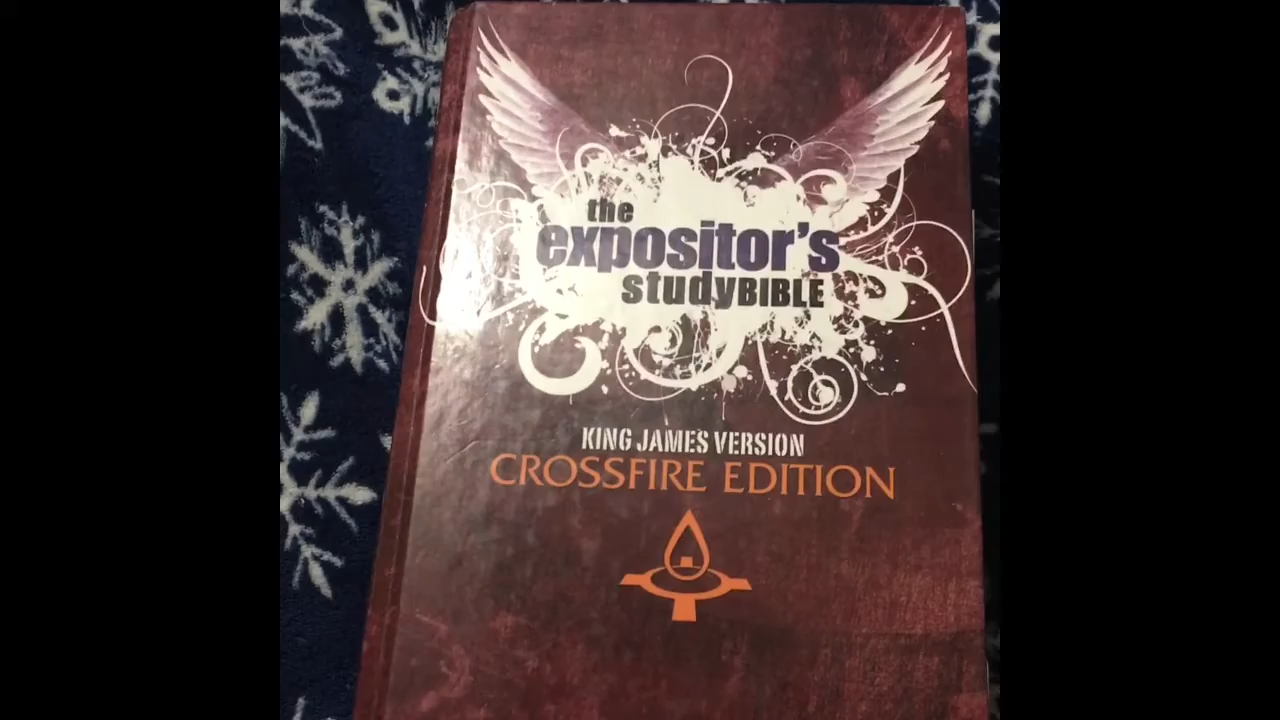 the
expositor's
studyBIBLE
KING JAMES VERSION
CROSSFIRE EDITION